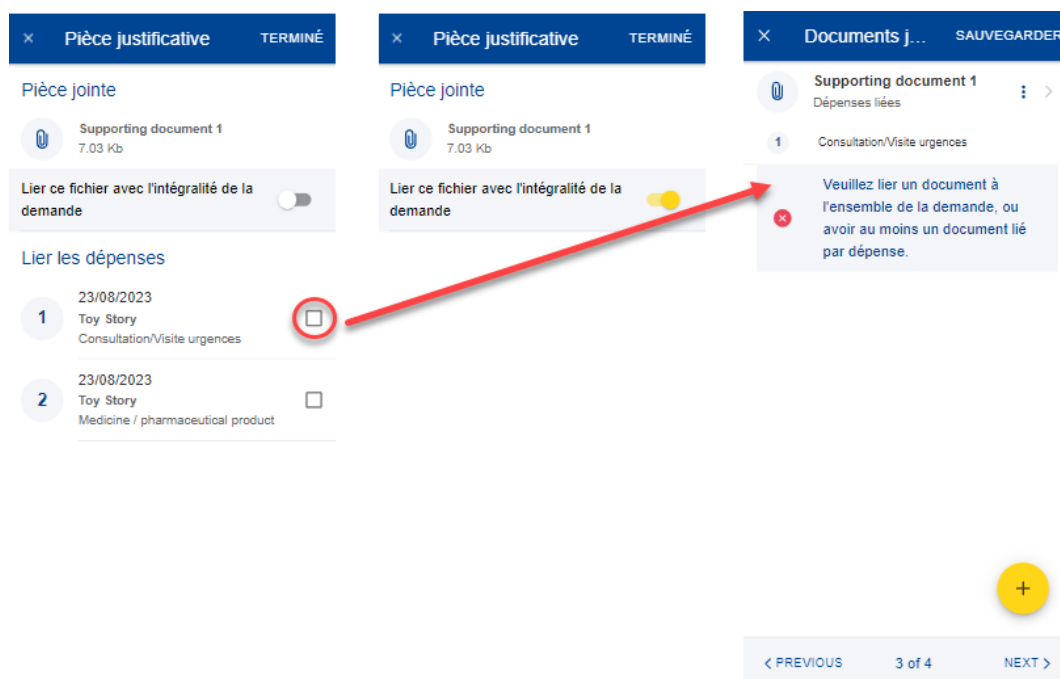 × Pièce justificative TERMINÉ
Pièce jointe
Supporting document 1
7.03 Kb
Lier ce fichier avec l'intégralité de la
demande
Lier les dépenses
23/08/2023
1 Toy Story
Consultation/Visite urgences
23/08/2023
2 Toy Story
Medicine / pharmaceutical product
× Pièce justificative TERMINÉ
Pièce jointe
Supporting document 1
7.03 Kb
Lier ce fichier avec l'intégralité de la
demande
× Documents j... SAUVEGARDER
Supporting document 1
Dépenses liées
1 Consultation/Visite urgences
Veuillez lier un document à
l'ensemble de la demande, ou
avoir au moins un document lié
par dépense.
+
< PREVIOUS 3 of 4 NEXT >